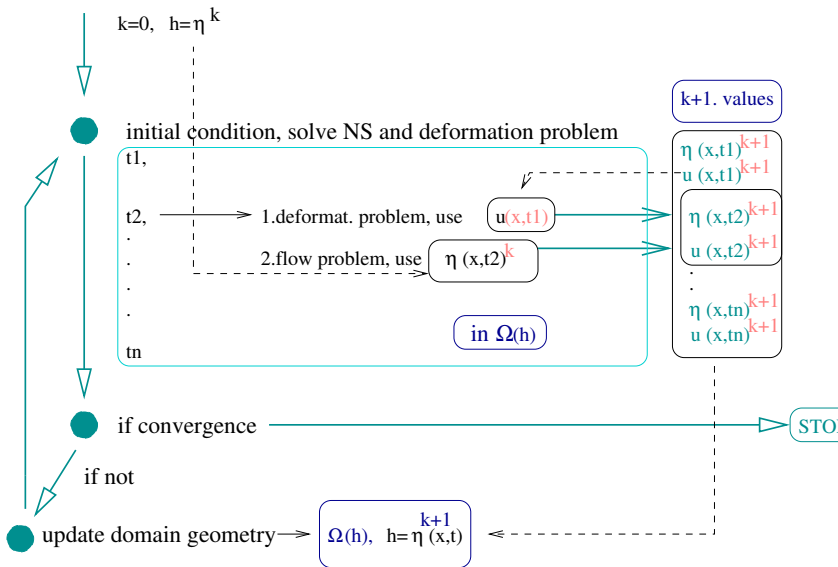 k=0, h=η^k
k+1. values
initial condition, solve NS and deformation problem
t1,
η (x,t1)^k+1
u (x,t1)^k+1
t2,
1.deformat. problem, use
u(x,t1)
η (x,t2)^k+1
.
2.flow problem, use
η (x,t2)^k
u (x,t2)^k+1
.
.
.
.
.
η (x,tn)^k+1
in Ω(h)
u (x,tn)^k+1
tn
if convergence
STO
if not
update domain geometry
Ω(h), h=η^k+1(x,t)